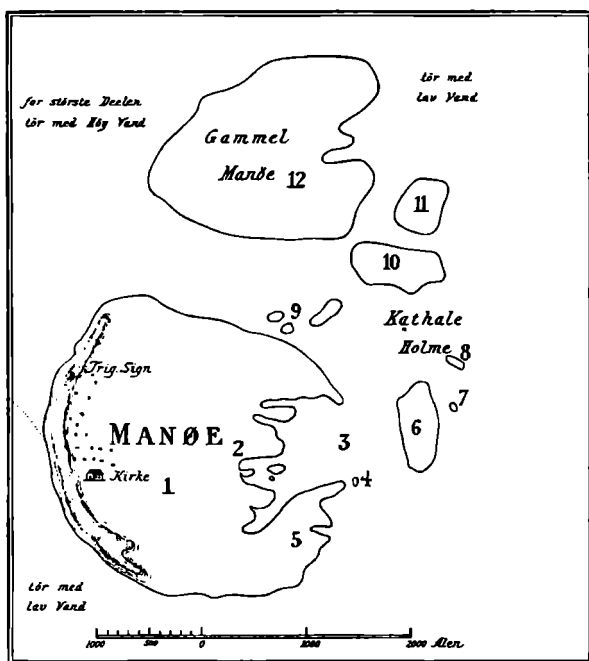 for störste Deelen
tör med Höy Vand
tör med
lav Vand
Gammel
Manöe 12
11
10
9
Kathale
Holme
8
7
6
Trig. Sign
MANØE 2
3
4
Kirke
1
5
tör med
lav Vand
1000 500 0 1000 2000 Alen